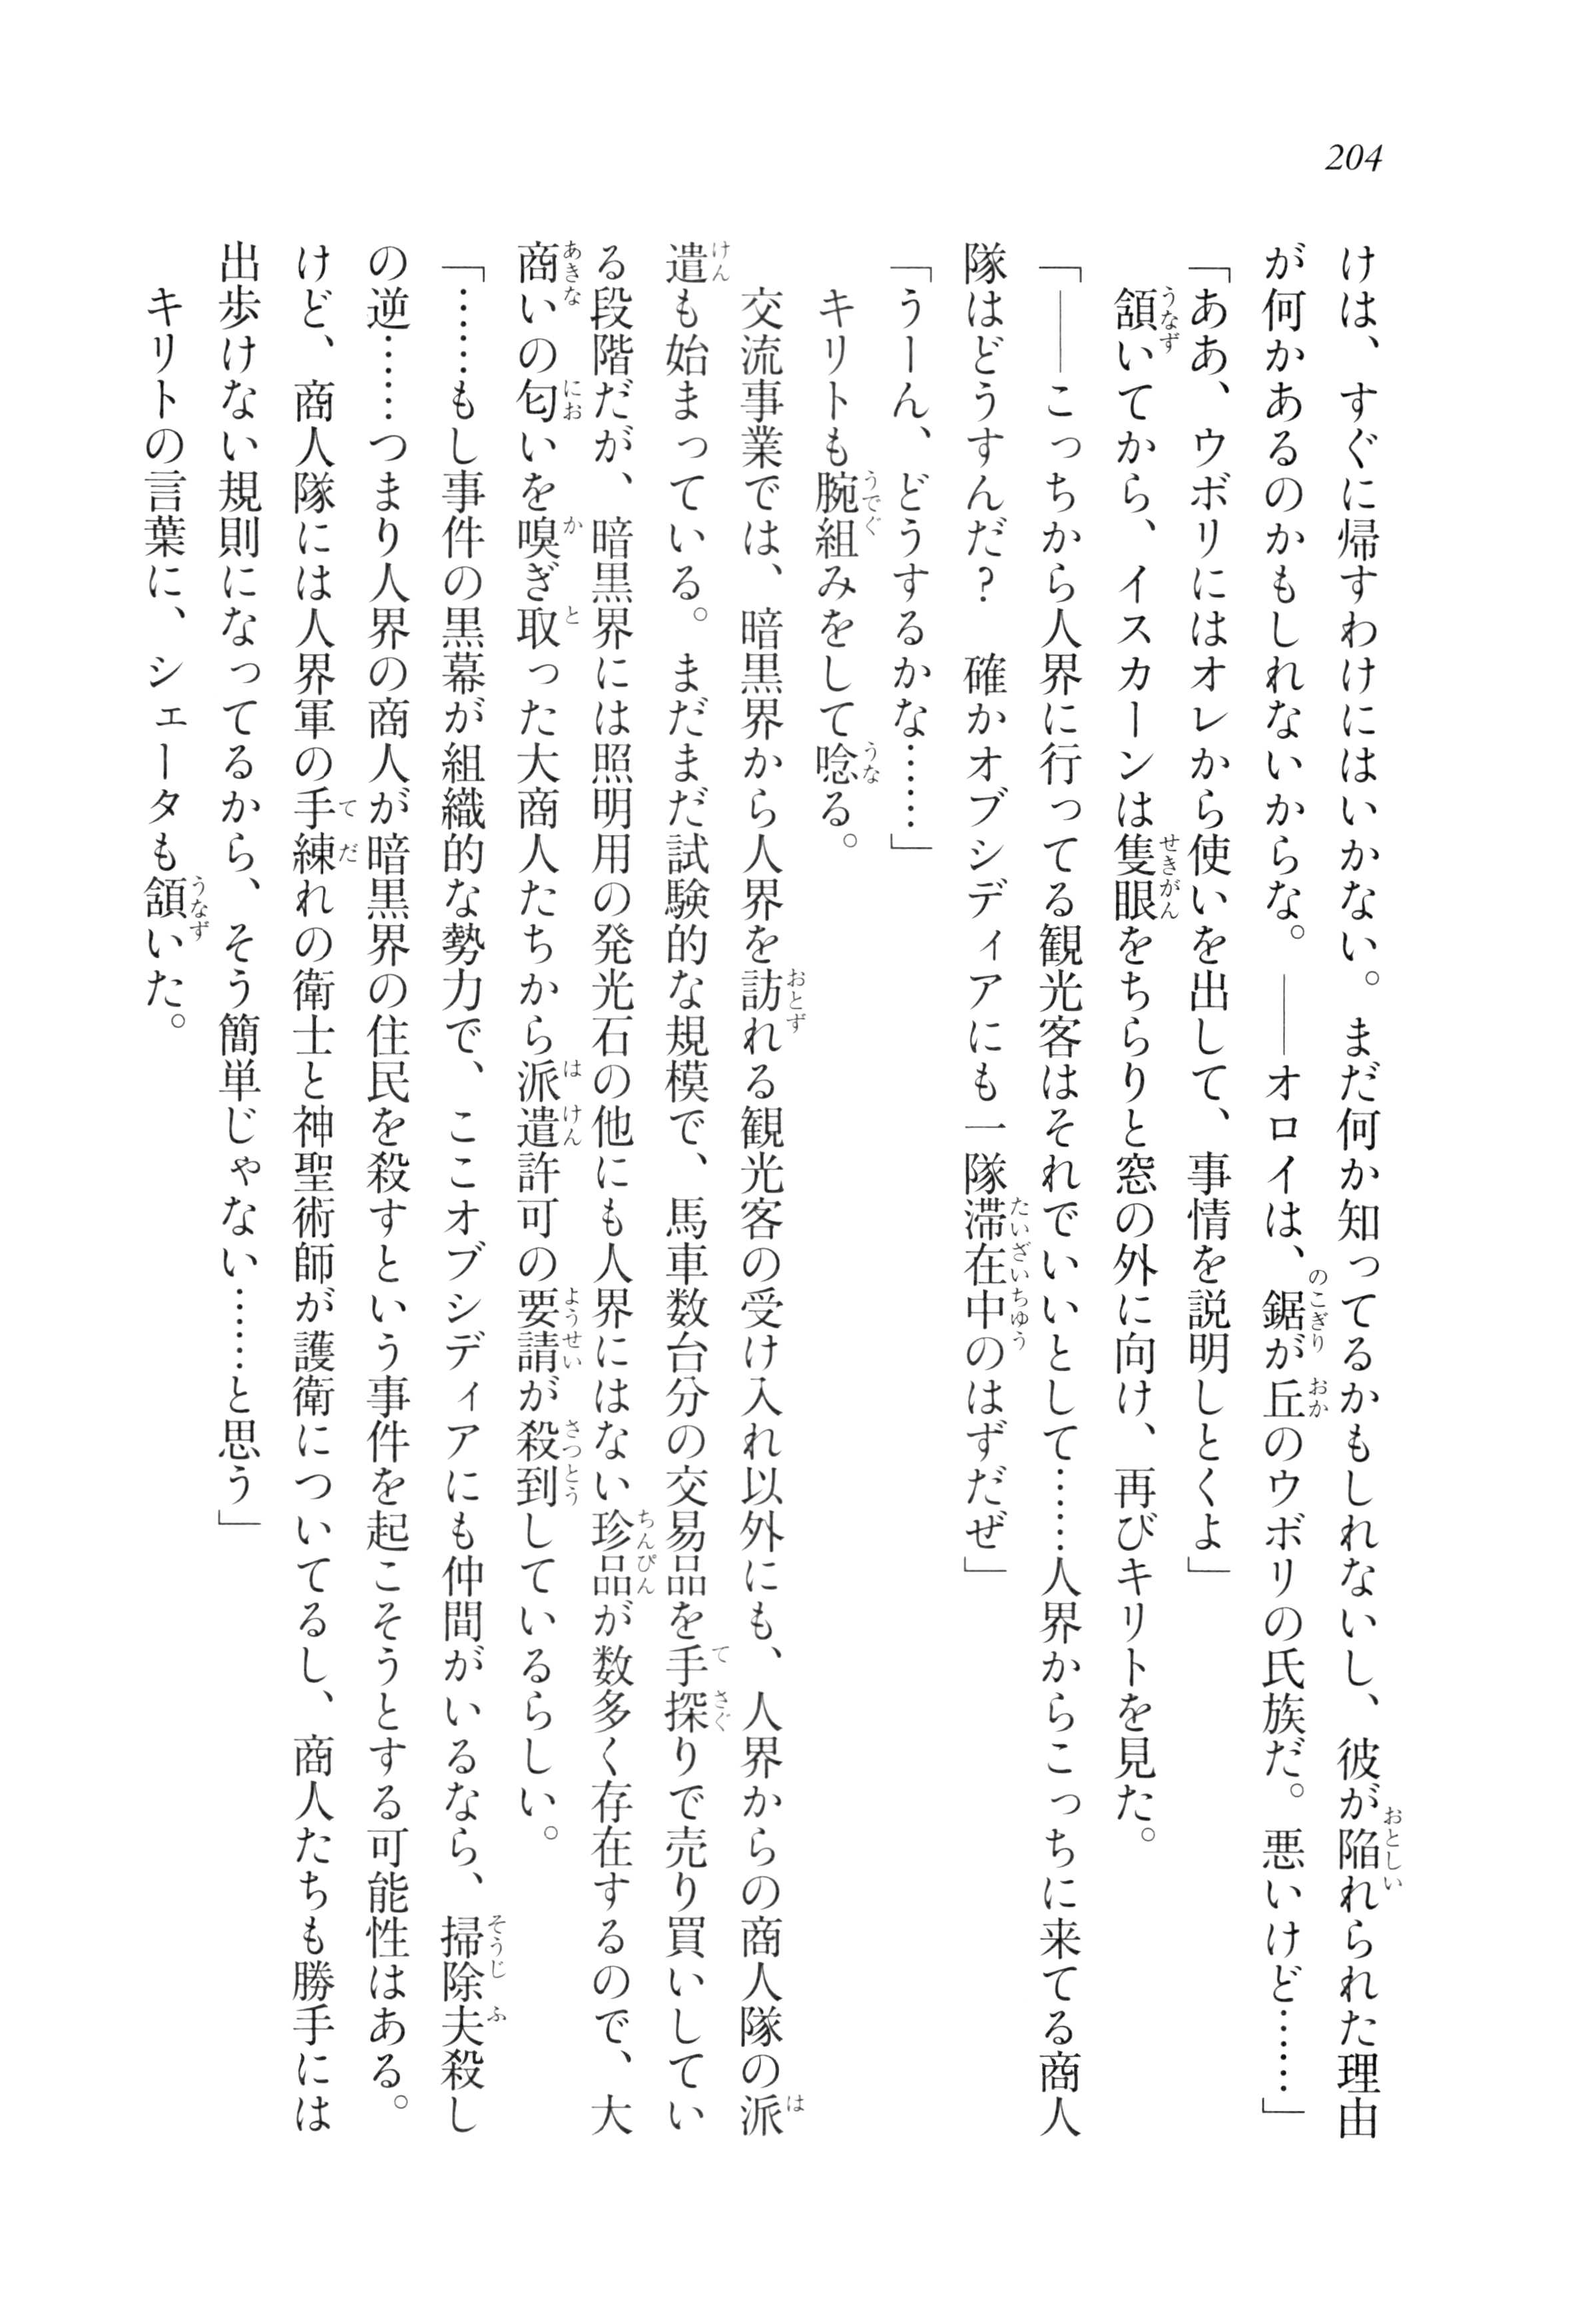 204
けは、すぐに帰すわけにはいかない。まだ何か知ってるかもしれないし、彼が陥れられた理由
が何かあるのかもしれないからな。――オロイは、鋸が丘のウボリの氏族だ。悪いけど……」
「ああ、ウボリにはオレから使いを出して、事情を説明しとくよ」
　頷いてから、イスカーンは隻眼をちらりと窓の外に向け、再びキリトを見た。
「――こっちから人界に行ってる観光客はそれでいいとして……人界からこっちに来てる商人
隊はどうすんだ？　確かオブシディアにも一隊滞在中のはずだぜ」
「うーん、どうするかな……」
　キリトも腕組みをして唸る。
　交流事業では、暗黒界から人界を訪れる観光客の受け入れ以外にも、人界からの商人隊の派
遣も始まっている。まだまだ試験的な規模で、馬車数台分の交易品を手探りで売り買いしてい
る段階だが、暗黒界には照明用の発光石の他にも人界にはない珍品が数多く存在するので、大
商いの匂いを嗅ぎ取った大商人たちから派遣許可の要請が殺到しているらしい。
「……もし事件の黒幕が組織的な勢力で、ここオブシディアにも仲間がいるなら、掃除夫殺し
の逆……つまり人界の商人が暗黒界の住民を殺すという事件を起こそうとする可能性はある。
けど、商人隊には人界軍の手練れの衛士と神聖術師が護衛についてるし、商人たちも勝手には
出歩けない規則になってるから、そう簡単じゃない……と思う」
　キリトの言葉に、シェータも頷いた。